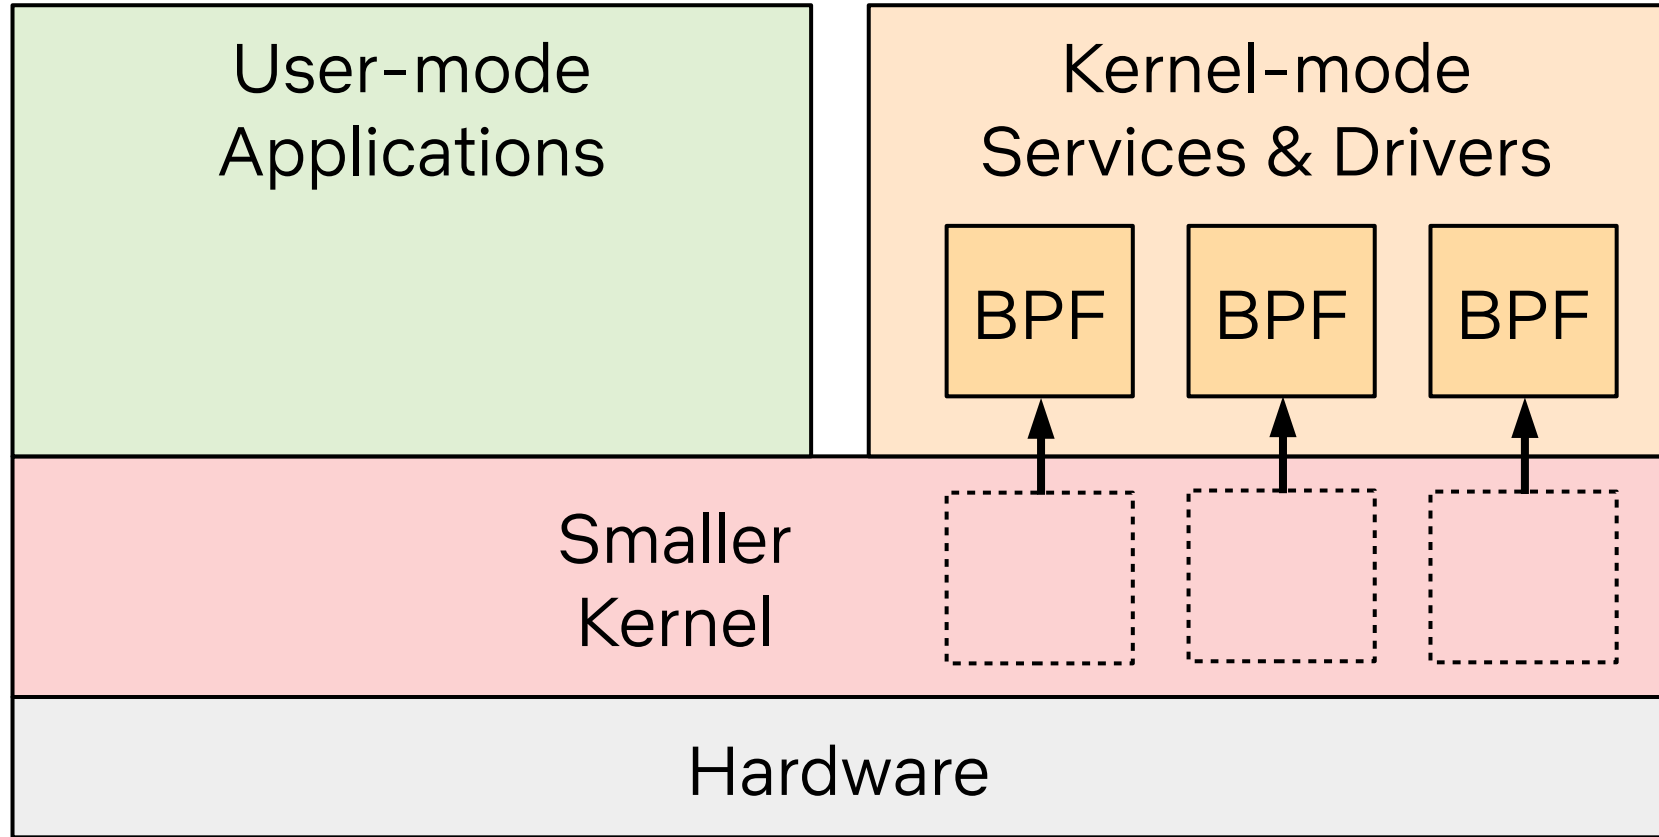 User-mode
Applications
Kernel-mode
Services & Drivers
BPF
BPF
BPF
Smaller
Kernel
Hardware